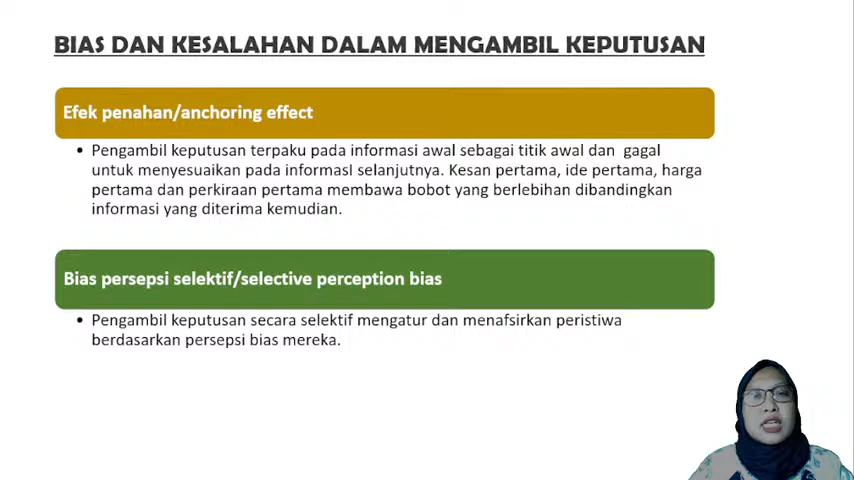 BIAS DAN KESALAHAN DALAM MENGAMBIL KEPUTUSAN
Efek penahan/anchoring effect
• Pengambil keputusan terpaku pada informasi awal sebagai titik awal dan gagal
untuk menyesuaikan pada informasI selanjutnya. Kesan pertama, ide pertama, harga
pertama dan perkiraan pertama membawa bobot yang berlebihan dibandingkan
informasi yang diterima kemudian.
Bias persepsi selektif/selective perception bias
• Pengambil keputusan secara selektif mengatur dan menafsirkan peristiwa
berdasarkan persepsi bias mereka.